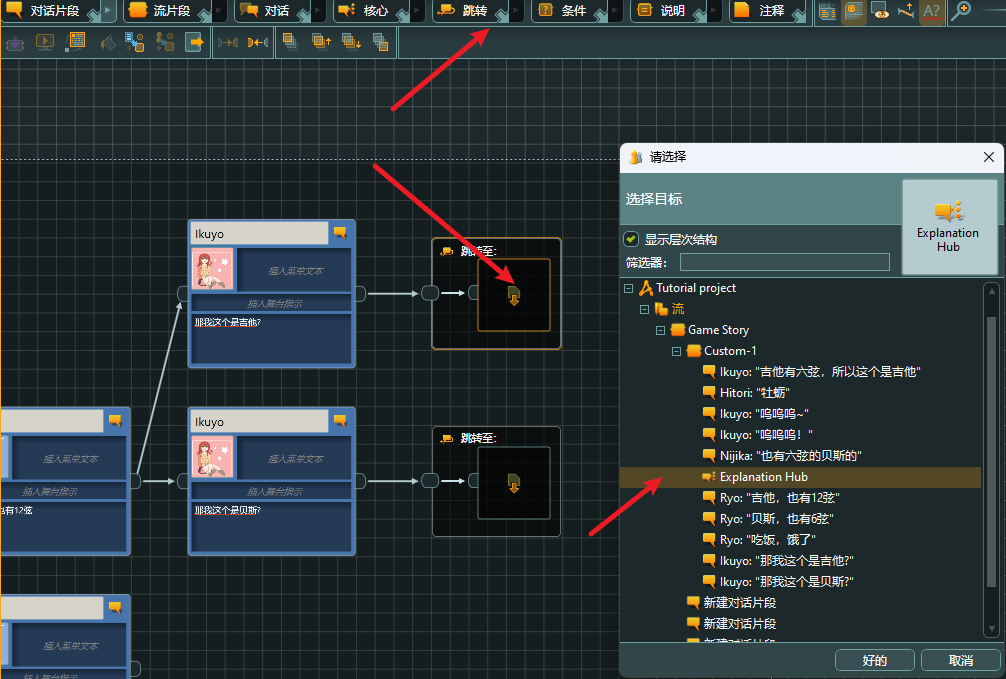 对话片段 流片段 对话 核心 跳转 条件 说明 注释
A?
请选择
选择目标
Explanation
Hub
显示层次结构
筛选器：
Tutorial project
流
Game Story
Custom-1
Ikuyo: "吉他有六弦，所以这个是吉他"
Hitori: "牡蛎"
Ikuyo: "呜呜呜~"
Ikuyo: "呜呜呜！"
Nijika: "也有六弦的贝斯的"
Explanation Hub
Ryo: "吉他，也有12弦"
Ryo: "贝斯，也有6弦"
Ryo: "吃饭，饿了"
Ikuyo: "那我这个是吉他?"
Ikuyo: "那我这个是贝斯?"
新建对话片段
新建对话片段
新建对话片段
好的 取消
Ikuyo
插入菜单文本
插入舞台指示
那我这个是吉他?
跳转至:
插入菜单文本
插入舞台指示
也有12弦
Ikuyo
插入菜单文本
插入舞台指示
那我这个是贝斯?
跳转至:
插入菜单文本
插入舞台指示